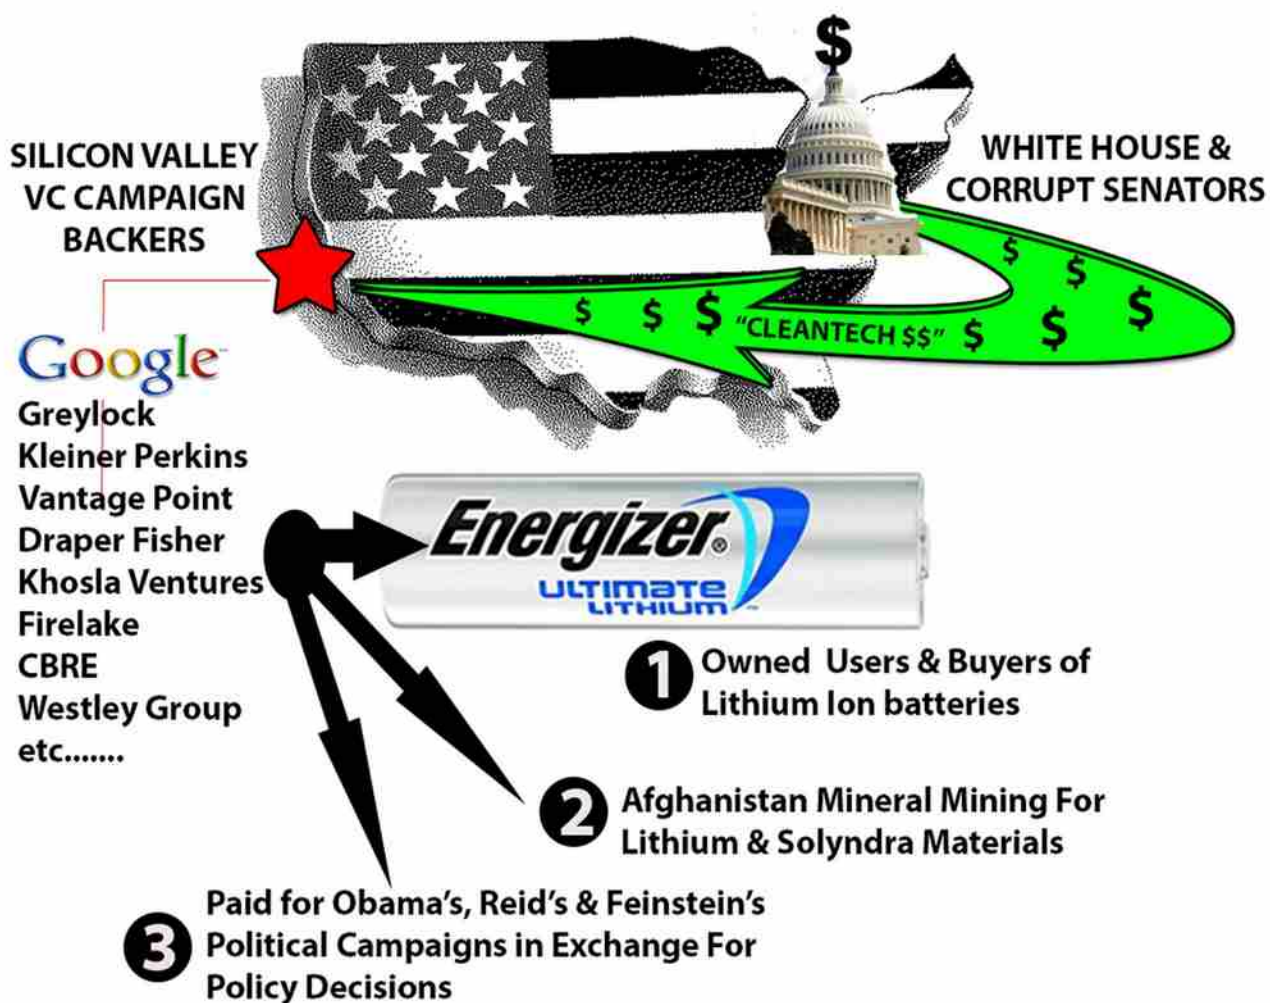 $
SILICON VALLEY
VC CAMPAIGN
BACKERS
WHITE HOUSE &
CORRUPT SENATORS
$ $ $ "CLEANTECH $$" $ $ $ $ $
Google™
Greylock
Kleiner Perkins
Vantage Point
Draper Fisher
Khosla Ventures
Firelake
CBRE
Westley Group
etc.......
Energizer®
ULTIMATE
LITHIUM™
1 Owned Users & Buyers of
Lithium Ion batteries
2 Afghanistan Mineral Mining For
Lithium & Solyndra Materials
3 Paid for Obama's, Reid's & Feinstein's
Political Campaigns in Exchange For
Policy Decisions